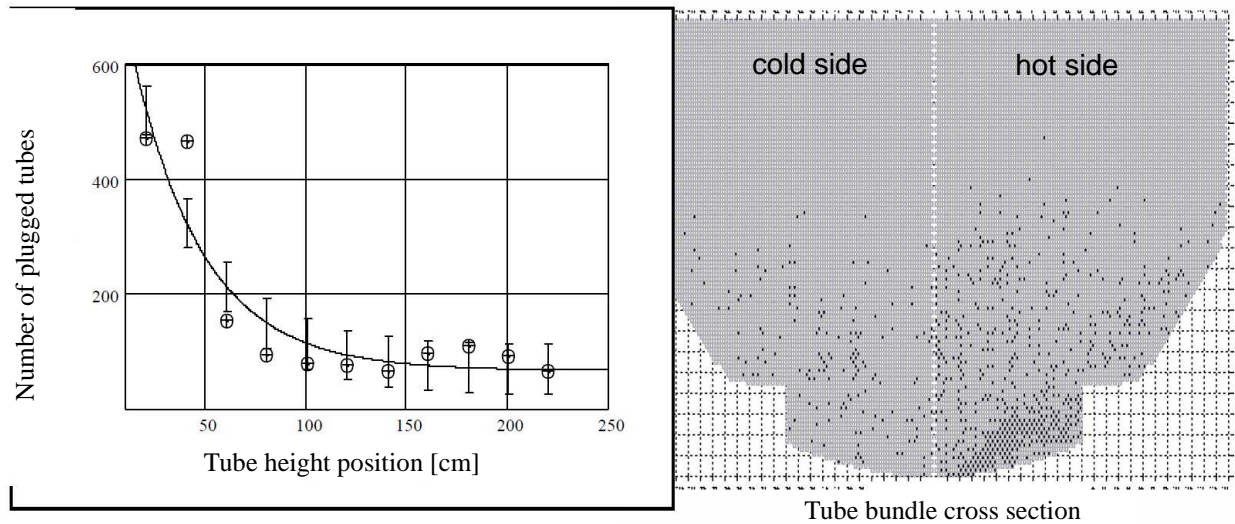 600
400
200
50
100
150
200
250
Number of plugged tubes
Tube height position [cm]
cold side
hot side
Tube bundle cross section